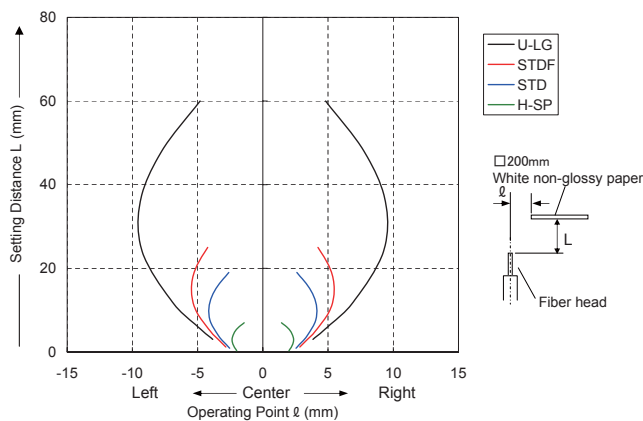 80
60
40
20
0
Setting Distance L (mm)
-15
-10
-5
0
5
10
15
Left
Center
Right
Operating Point ℓ (mm)
U-LG
STDF
STD
H-SP
□200mm
White non-glossy paper
ℓ
L
Fiber head